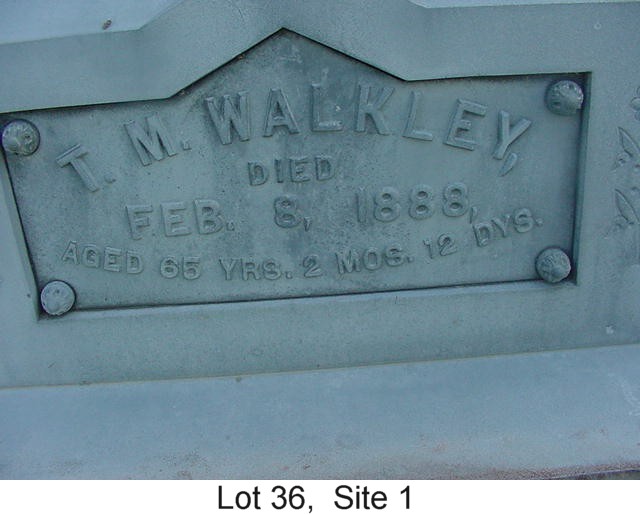 T. M. WALKLEY,
DIED
FEB. 8, 1888,
AGED 65 YRS. 2 MOS. 12 DYS.
Lot 36, Site 1